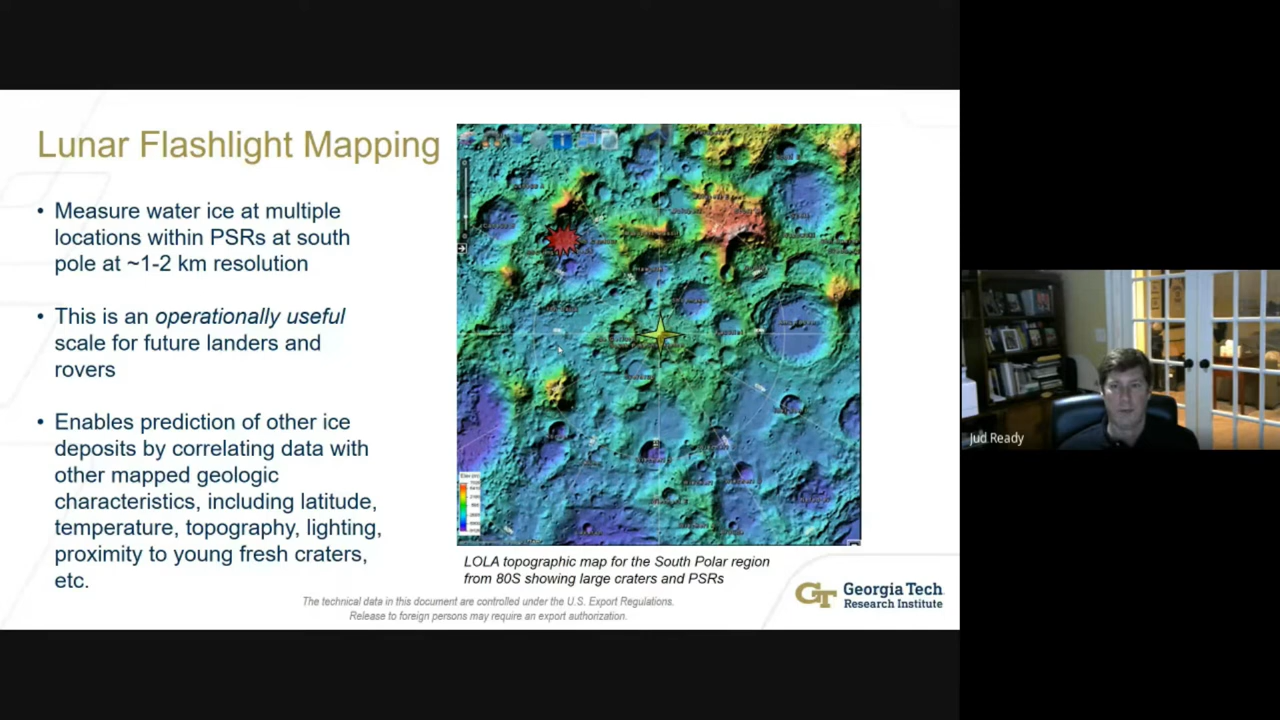 Lunar Flashlight Mapping
• Measure water ice at multiple
locations within PSRs at south
pole at ~1-2 km resolution
• This is an operationally useful
scale for future landers and
rovers
• Enables prediction of other ice
deposits by correlating data with
other mapped geologic
characteristics, including latitude,
temperature, topography, lighting,
proximity to young fresh craters,
etc.
LOLA topographic map for the South Polar region
from 80S showing large craters and PSRs
The technical data in this document are controlled under the U.S. Export Regulations.
Release to foreign persons may require an export authorization.
GT Georgia Tech
Research Institute
Jud Ready